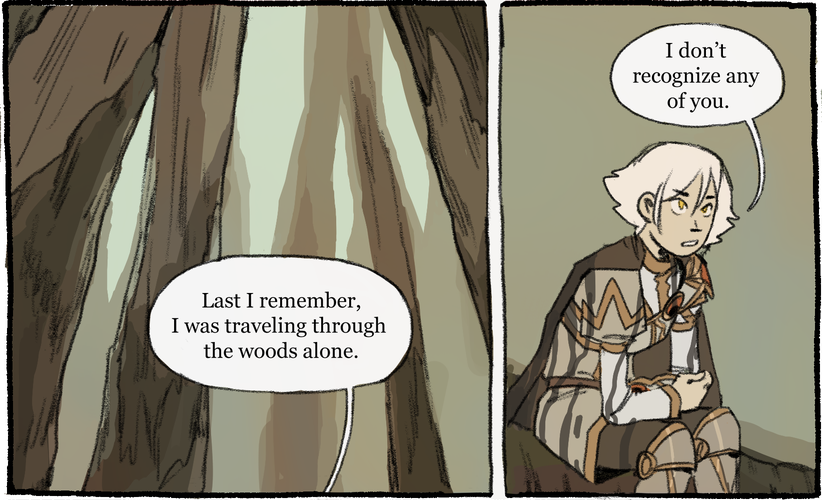 Last I remember,
I was traveling through
the woods alone.
I don’t
recognize any
of you.